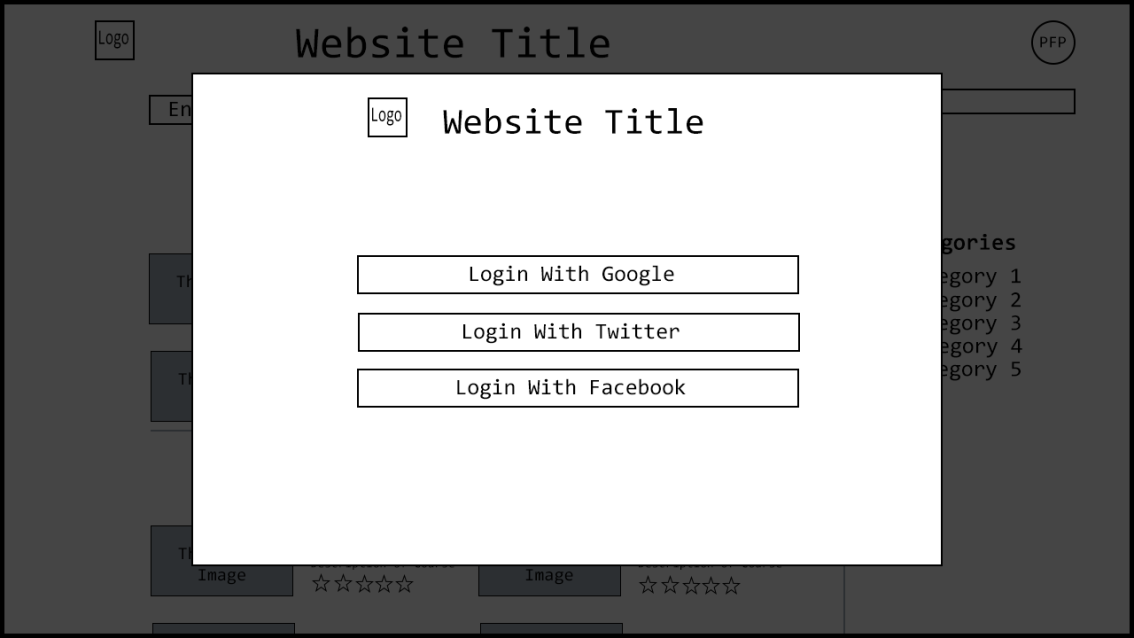 Logo
Website Title
PFP
En
Logo
Website Title
Login With Google
Login With Twitter
Login With Facebook
gories
egory 1
egory 2
egory 3
egory 4
egory 5
Th
Th
Th
Image
Image